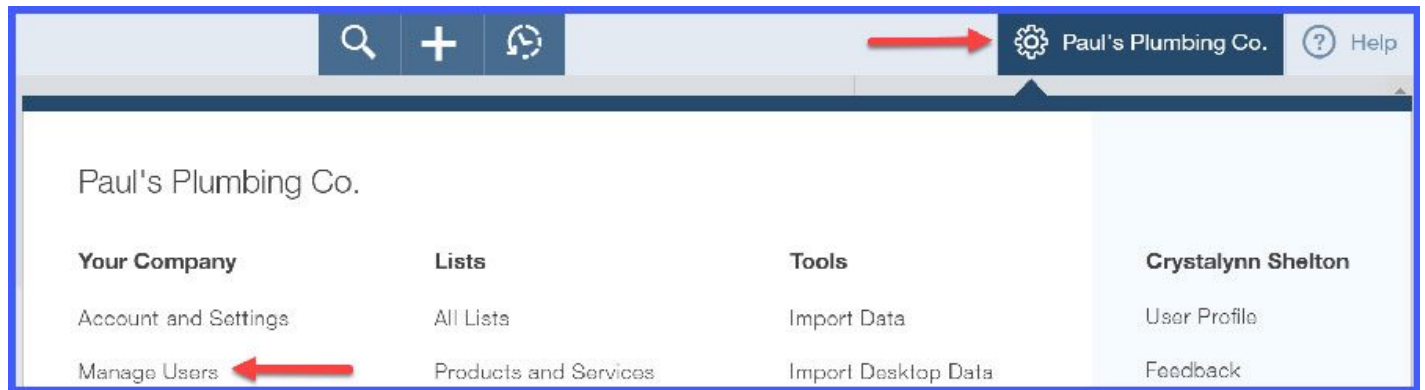 Paul's Plumbing Co.
? Help
Paul's Plumbing Co.
Your Company
Account and Settings
Manage Users
Lists
All Lists
Products and Services
Tools
Import Data
Import Desktop Data
Crystalynn Shelton
User Profile
Feedback